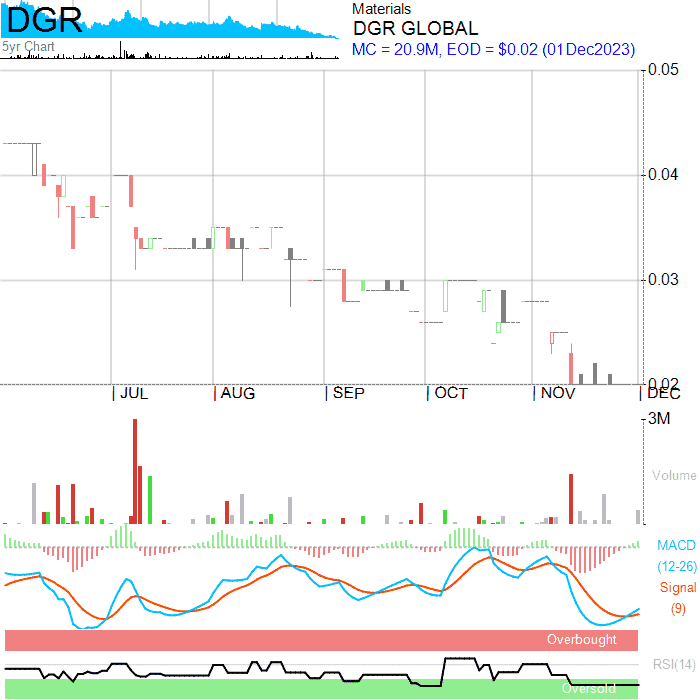 DGR
5yr Chart
Materials
DGR GLOBAL
MC = 20.9M, EOD = $0.02 (01Dec2023)
0.05
0.04
0.03
0.02
| JUL | AUG | SEP | OCT | NOV | DEC
3M
Volume
MACD
(12-26)
Signal
(9)
Overbought
RSI(14)
Oversold